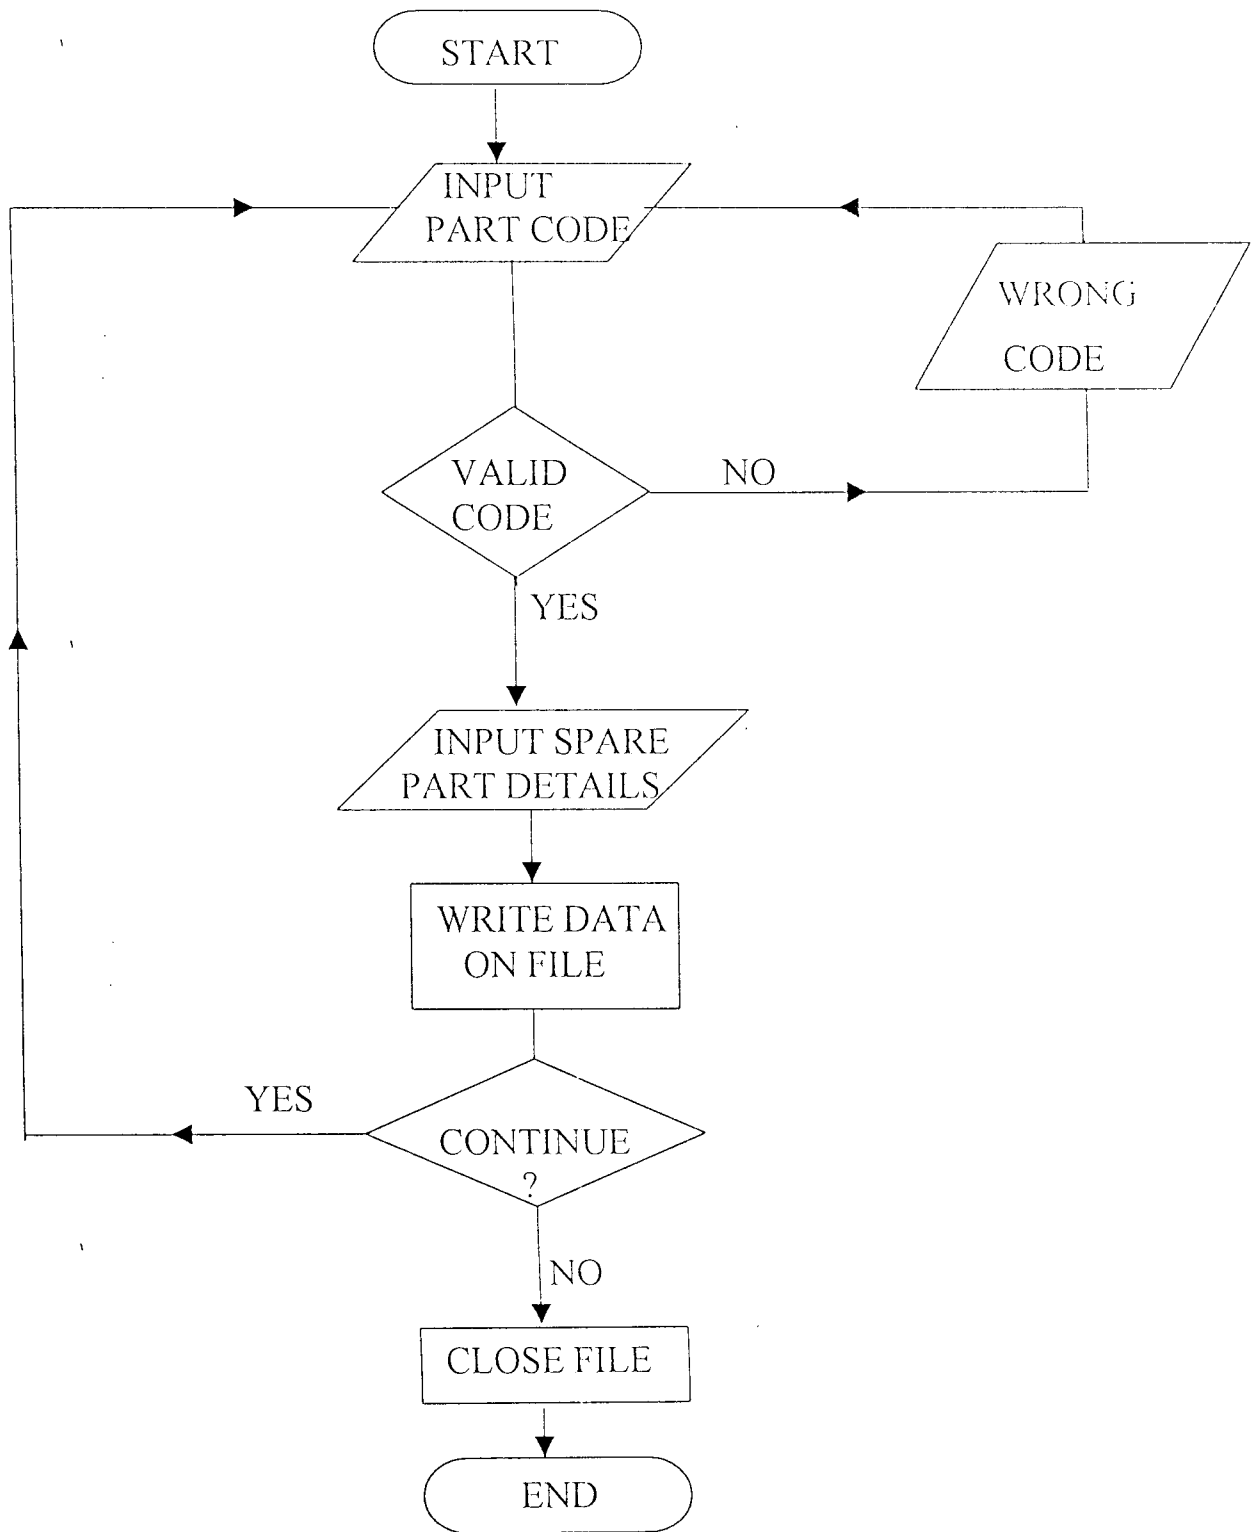 START
INPUT
PART CODE
WRONG
CODE
VALID
CODE
NO
YES
INPUT SPARE
PART DETAILS
WRITE DATA
ON FILE
YES
CONTINUE
?
NO
CLOSE FILE
END